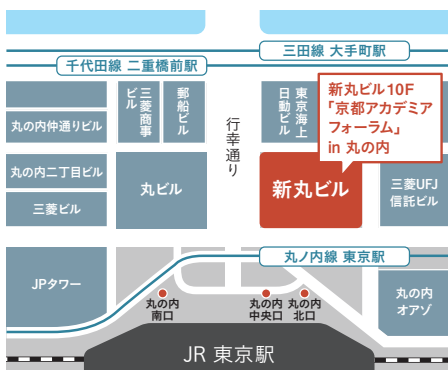 三田線 大手町駅
千代田線 二重橋前駅
丸の内仲通りビル
三菱商事
ビル
郵船ビル
行幸通り
東京海上
日動ビル
新丸ビル10F
「京都アカデミア
フォーラム」
in 丸の内
丸の内二丁目ビル
三菱ビル
丸ビル
新丸ビル
三菱UFJ
信託ビル
丸ノ内線 東京駅
JPタワー
丸の内
南口
丸の内
中央口
丸の内
北口
丸の内
オアゾ
JR 東京駅